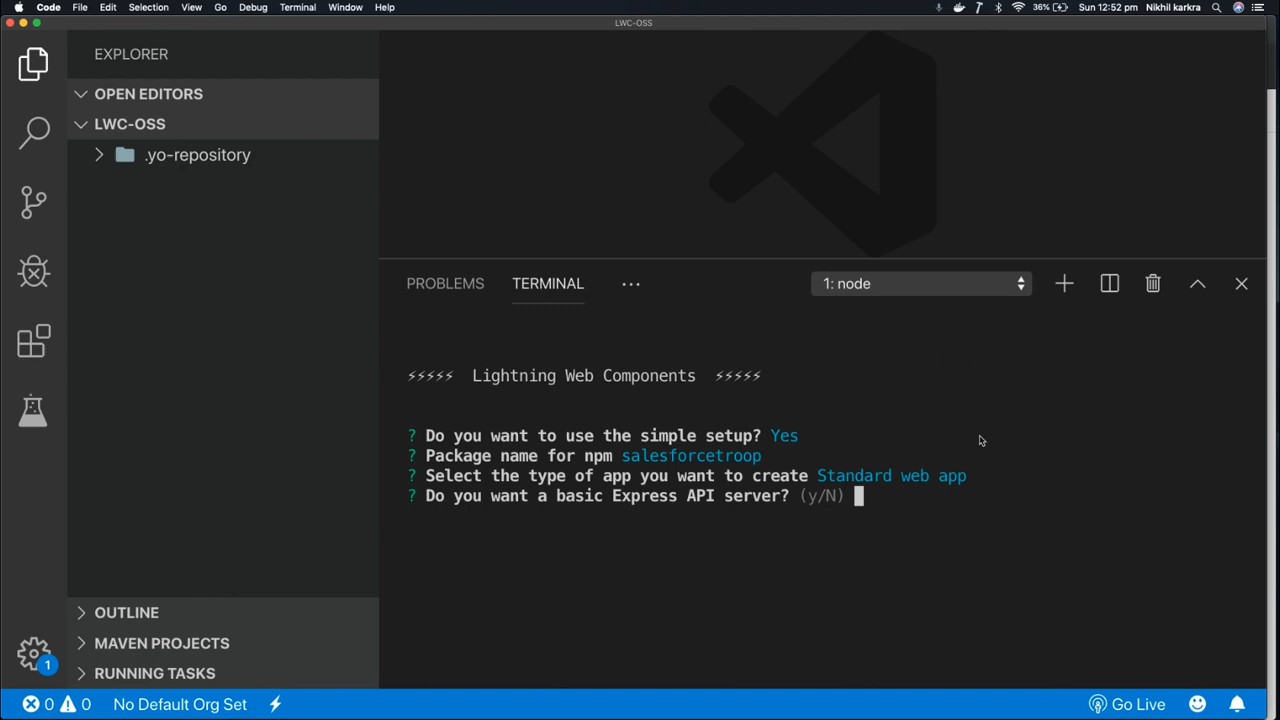 Code File Edit Selection View Go Debug Terminal Window Help 36% Sun 12:52 pm Nikhil karkra
LWC-OSS
EXPLORER
OPEN EDITORS
LWC-OSS
.yo-repository
PROBLEMS TERMINAL ... 1: node
⚡⚡⚡⚡⚡ Lightning Web Components ⚡⚡⚡⚡⚡
? Do you want to use the simple setup? Yes
? Package name for npm salesforcetroop
? Select the type of app you want to create Standard web app
? Do you want a basic Express API server? (y/N)
OUTLINE
MAVEN PROJECTS
RUNNING TASKS
1
0 0 No Default Org Set Go Live